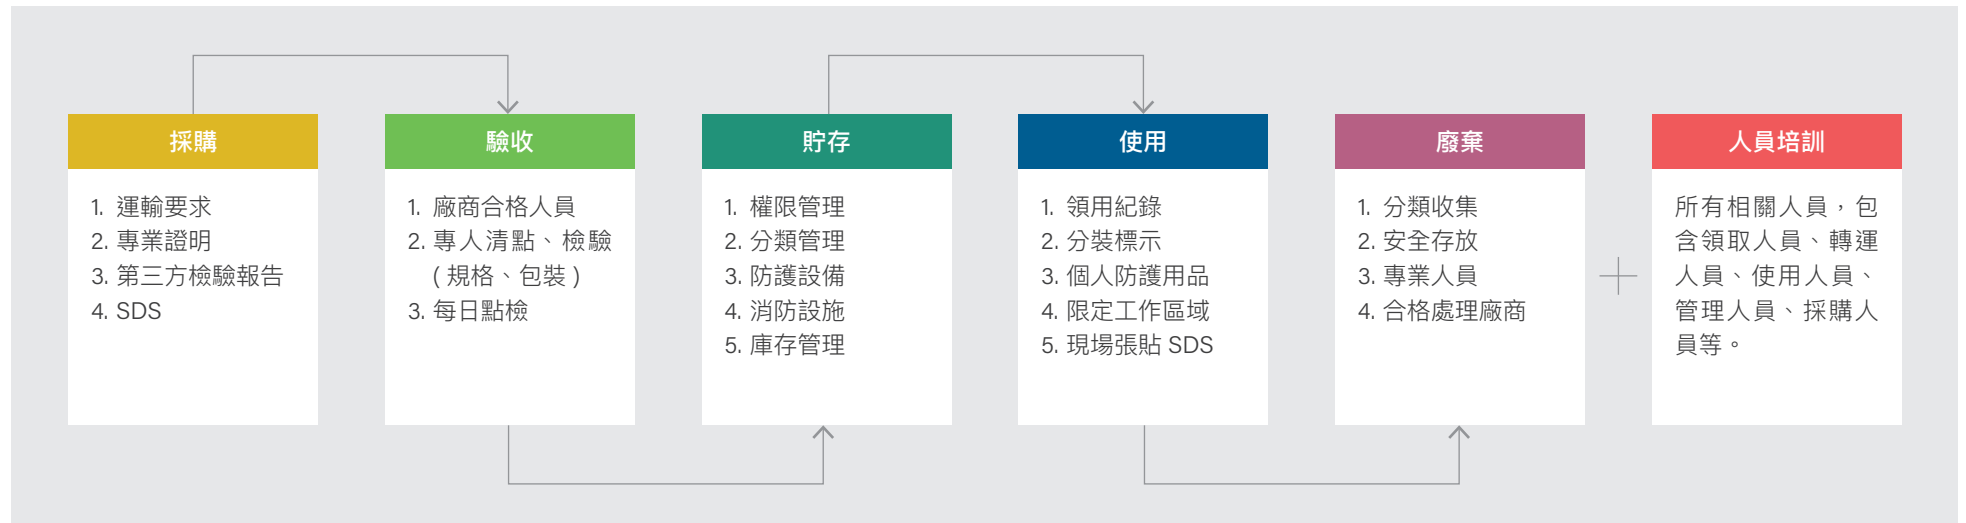 採購
1. 運輸要求
2. 專業證明
3. 第三方檢驗報告
4. SDS
驗收
1. 廠商合格人員
2. 專人清點、檢驗
( 規格、包裝 )
3. 每日點檢
貯存
1. 權限管理
2. 分類管理
3. 防護設備
4. 消防設施
5. 庫存管理
使用
1. 領用紀錄
2. 分裝標示
3. 個人防護用品
4. 限定工作區域
5. 現場張貼 SDS
廢棄
1. 分類收集
2. 安全存放
3. 專業人員
4. 合格處理廠商
人員培訓
所有相關人員，包
含領取人員、轉運
人員、使用人員、
管理人員、採購人
員等。